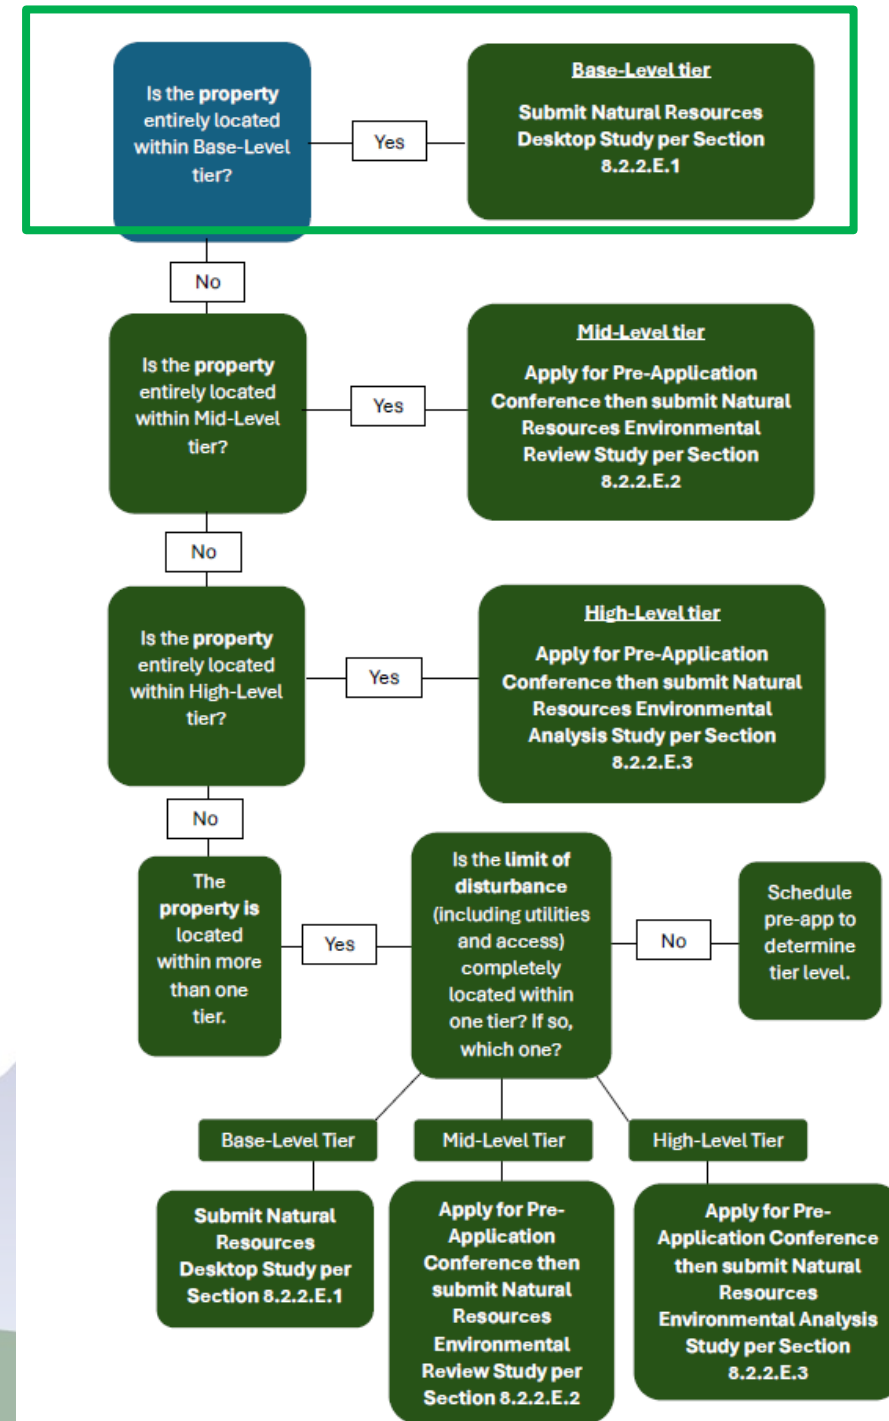 Is the property
entirely located
within Base-Level
tier?
Yes
Base-Level tier
Submit Natural Resources
Desktop Study per Section
8.2.2.E.1
No
Is the property
entirely located
within Mid-Level
tier?
Yes
Mid-Level tier
Apply for Pre-Application
Conference then submit Natural
Resources Environmental
Review Study per Section
8.2.2.E.2
No
Is the property
entirely located
within High-Level
tier?
Yes
High-Level tier
Apply for Pre-Application
Conference then submit Natural
Resources Environmental
Analysis Study per Section
8.2.2.E.3
No
The
property is
located
within more
than one
tier.
Yes
Is the limit of
disturbance
(including utilities
and access)
completely
located within
one tier? If so,
which one?
No
Schedule
pre-app to
determine
tier level.
Base-Level Tier
Mid-Level Tier
High-Level Tier
Submit Natural
Resources
Desktop Study per
Section 8.2.2.E.1
Apply for Pre-
Application
Conference then
submit Natural
Resources
Environmental
Review Study per
Section 8.2.2.E.2
Apply for Pre-
Application Conference
then submit Natural
Resources
Environmental Analysis
Study per Section
8.2.2.E.3